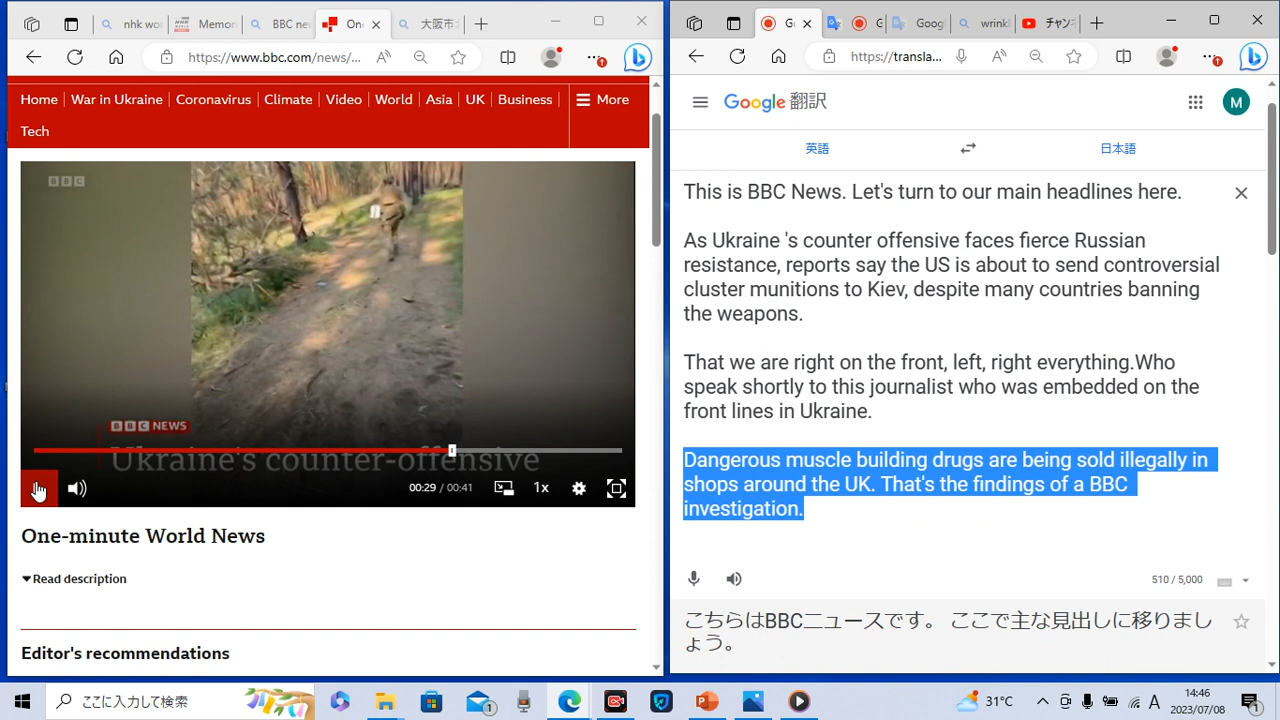 nhk wor
Memor
BBC ne
One
大阪市
https://www.bbc.com/news/...
Home
War in Ukraine
Coronavirus
Climate
Video
World
Asia
UK
Business
More
Tech
BBC
BBC NEWS
Ukraine's counter-offensive
00:29 / 00:41
1x
One-minute World News
Read description
Editor's recommendations
G
G
Goog
wrinkl
チャンネ
https://transla...
Google 翻訳
M
英語
日本語
This is BBC News. Let's turn to our main headlines here.
As Ukraine 's counter offensive faces fierce Russian
resistance, reports say the US is about to send controversial
cluster munitions to Kiev, despite many countries banning
the weapons.
That we are right on the front, left, right everything.Who
speak shortly to this journalist who was embedded on the
front lines in Ukraine.
Dangerous muscle building drugs are being sold illegally in
shops around the UK. That's the findings of a BBC
investigation.
510 / 5,000
こちらはBBCニュースです。 ここで主な見出しに移りまし
ょう。
ここに入力して検索
1
31°C
A
14:46
2023/07/08
1